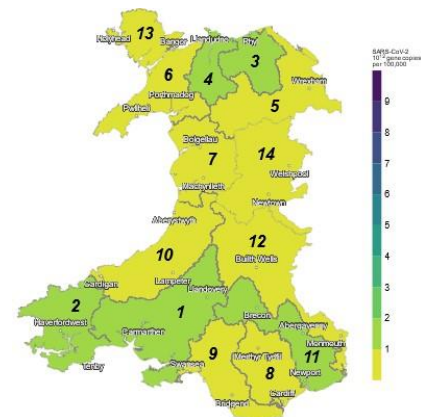 13
Holyhead
Bangor
Llandudno
Rhyl
3
4
6
Porthmadog
Pwllheli
Wrexham
5
Dolgellau
7
Machynlleth
14
Welshpool
Newtown
Aberystwyth
10
12
Builth Wells
Cardigan
Lampeter
Llandovery
2
Haverfordwest
1
Carmarthen
Brecon
Abergavenny
Monmouth
Tenby
Swansea
9
Merthyr Tydfil
8
11
Newport
Bridgend
Cardiff
SARS-CoV-2
10^12 gene copies
per 100,000
9
8
7
6
5
4
3
2
1